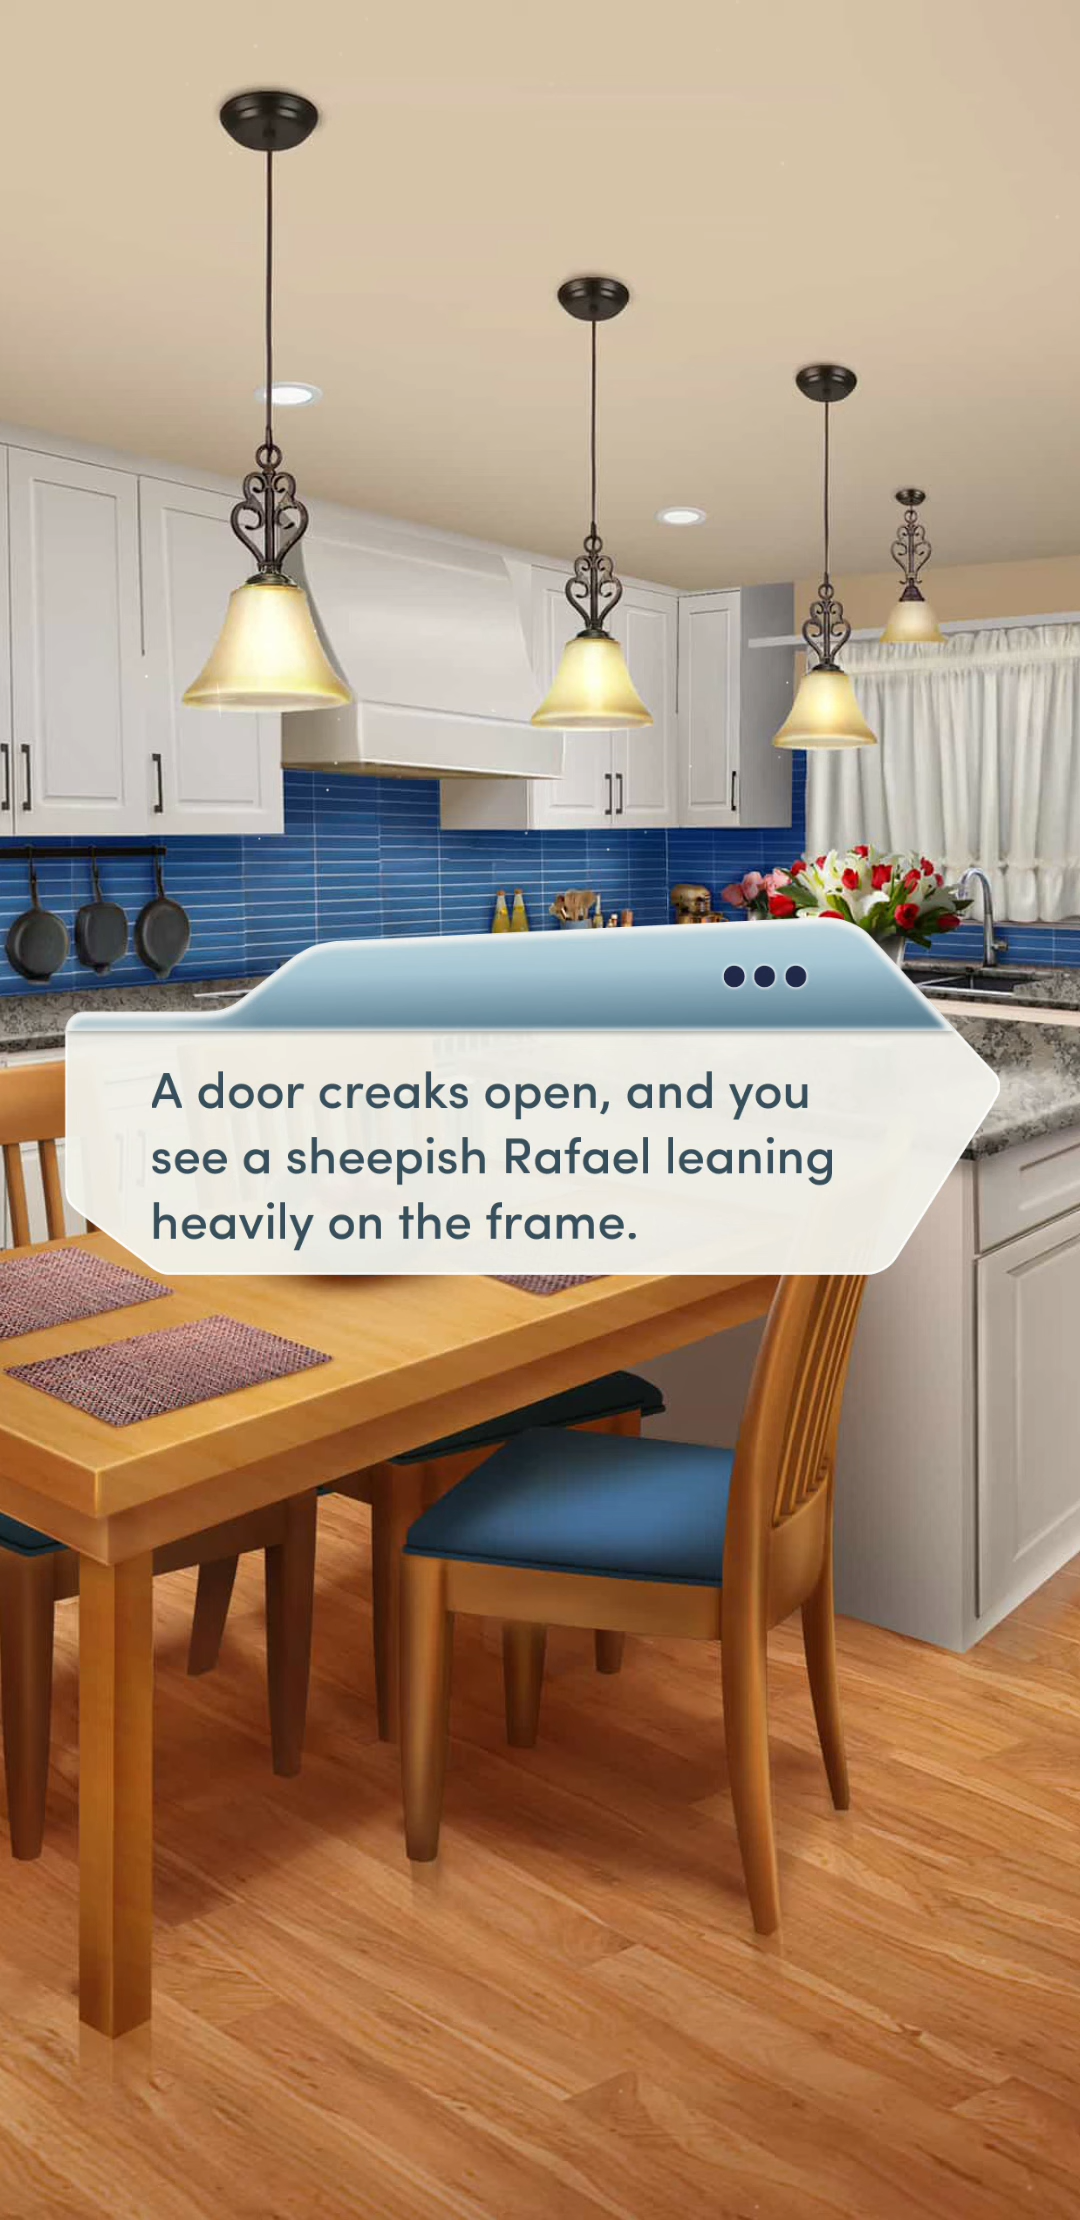 A door creaks open, and you
see a sheepish Rafael leaning
heavily on the frame.